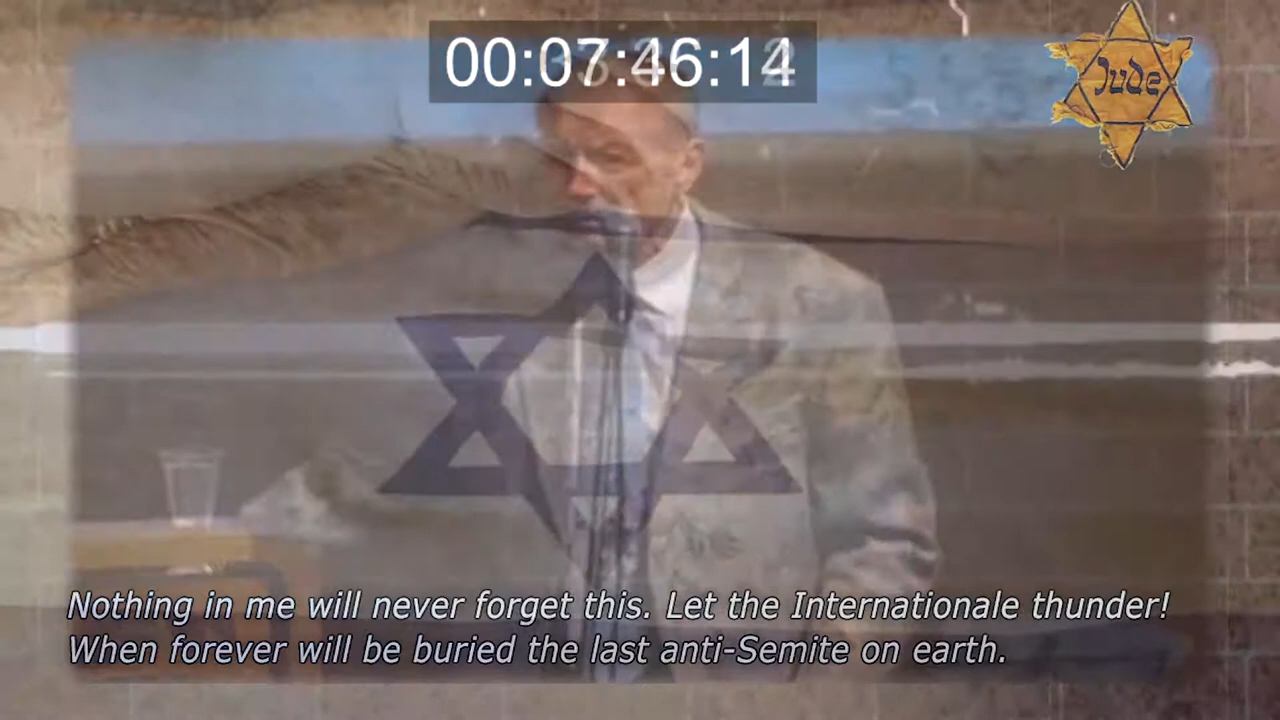 00:07:46:14
Jude
Nothing in me will never forget this. Let the Internationale thunder!
When forever will be buried the last anti-Semite on earth.